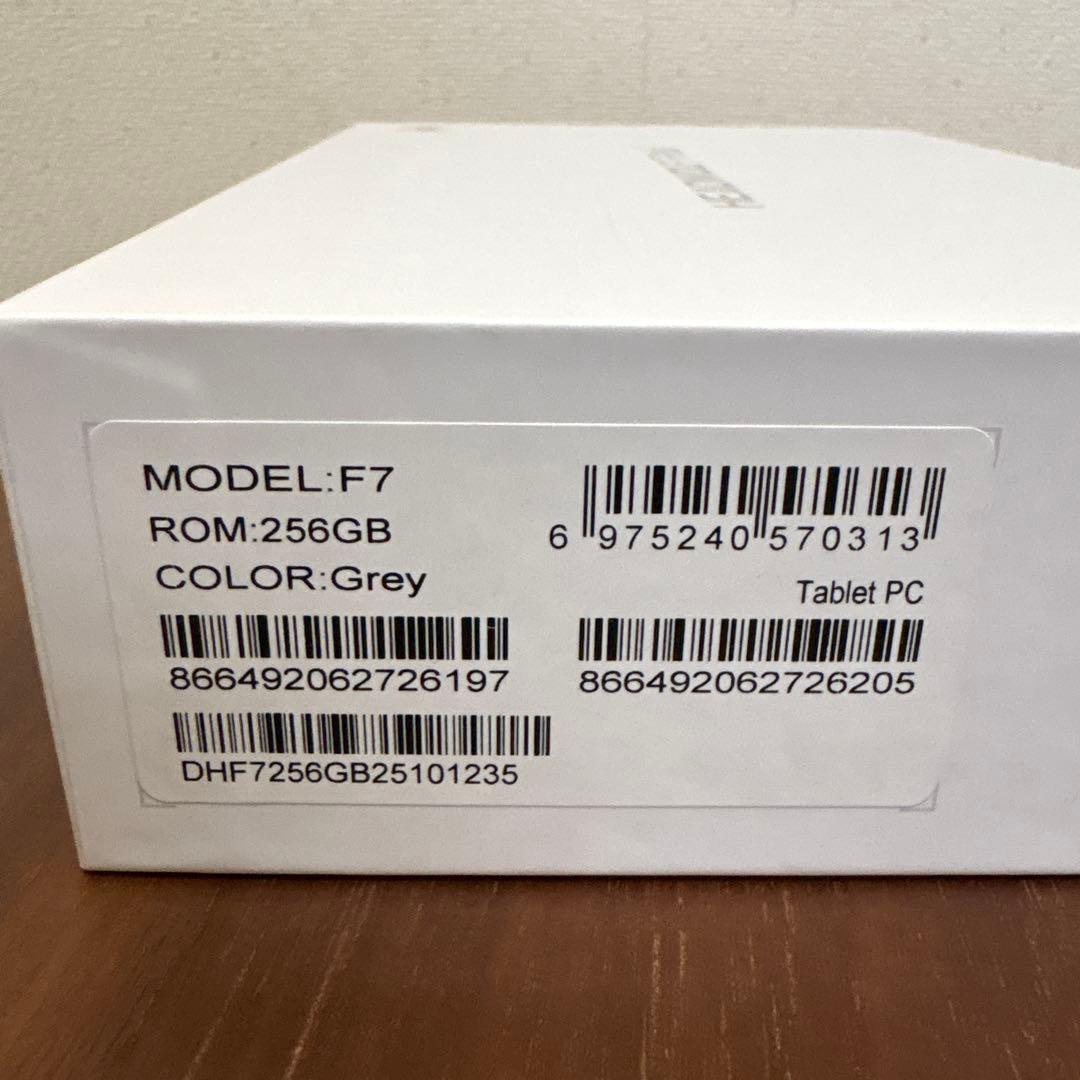 MODEL:F7
ROM:256GB
COLOR:Grey
6 975240 570313
Tablet PC
866492062726197
866492062726205
DHF7256GB25101235